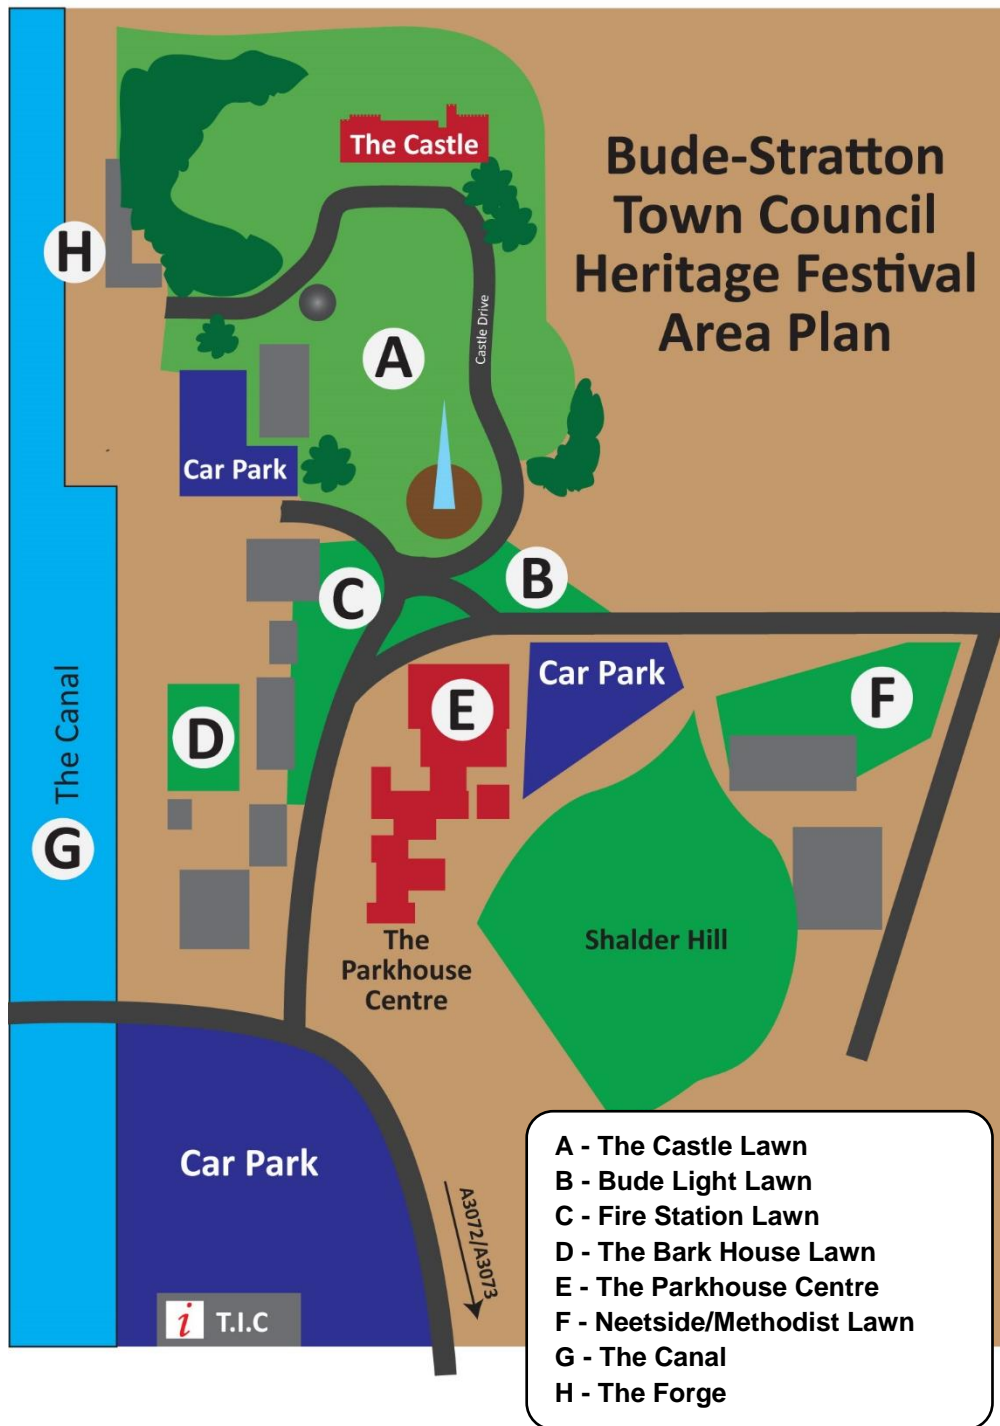 Bude-Stratton
Town Council
Heritage Festival
Area Plan
The Castle
H
Castle Drive
A
Car Park
B
C
The Canal
Car Park
E
F
D
G
Shalder Hill
The
Parkhouse
Centre
Car Park
A3072/A3073
i T.I.C
A - The Castle Lawn
B - Bude Light Lawn
C - Fire Station Lawn
D - The Bark House Lawn
E - The Parkhouse Centre
F - Neetside/Methodist Lawn
G - The Canal
H - The Forge